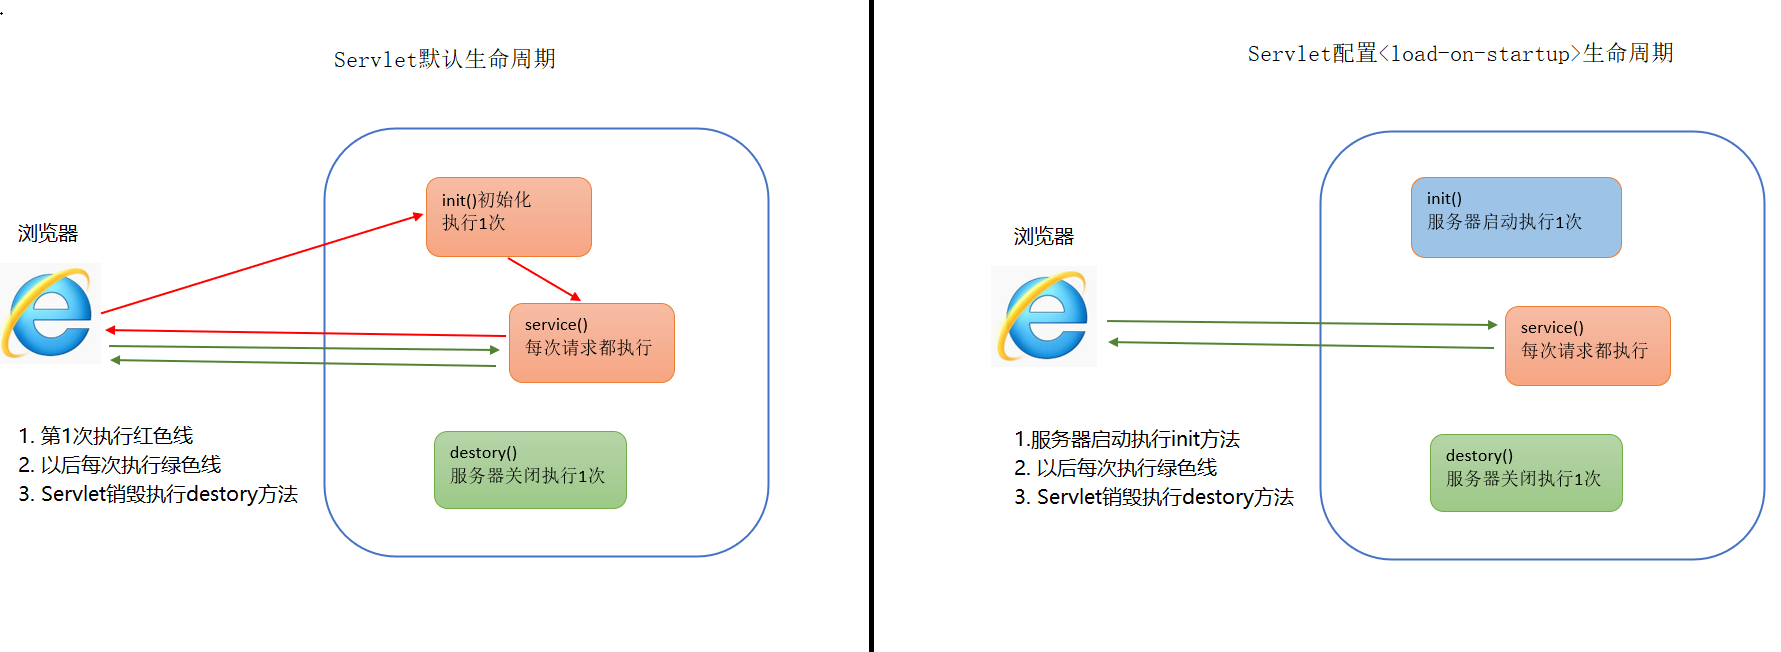 Servlet默认生命周期
init()初始化
执行1次
浏览器
service()
每次请求都执行
destory()
服务器关闭执行1次
1. 第1次执行红色线
2. 以后每次执行绿色线
3. Servlet销毁执行destory方法
Servlet配置<load-on-startup>生命周期
init()
服务器启动执行1次
浏览器
service()
每次请求都执行
destory()
服务器关闭执行1次
1.服务器启动执行init方法
2. 以后每次执行绿色线
3. Servlet销毁执行destory方法